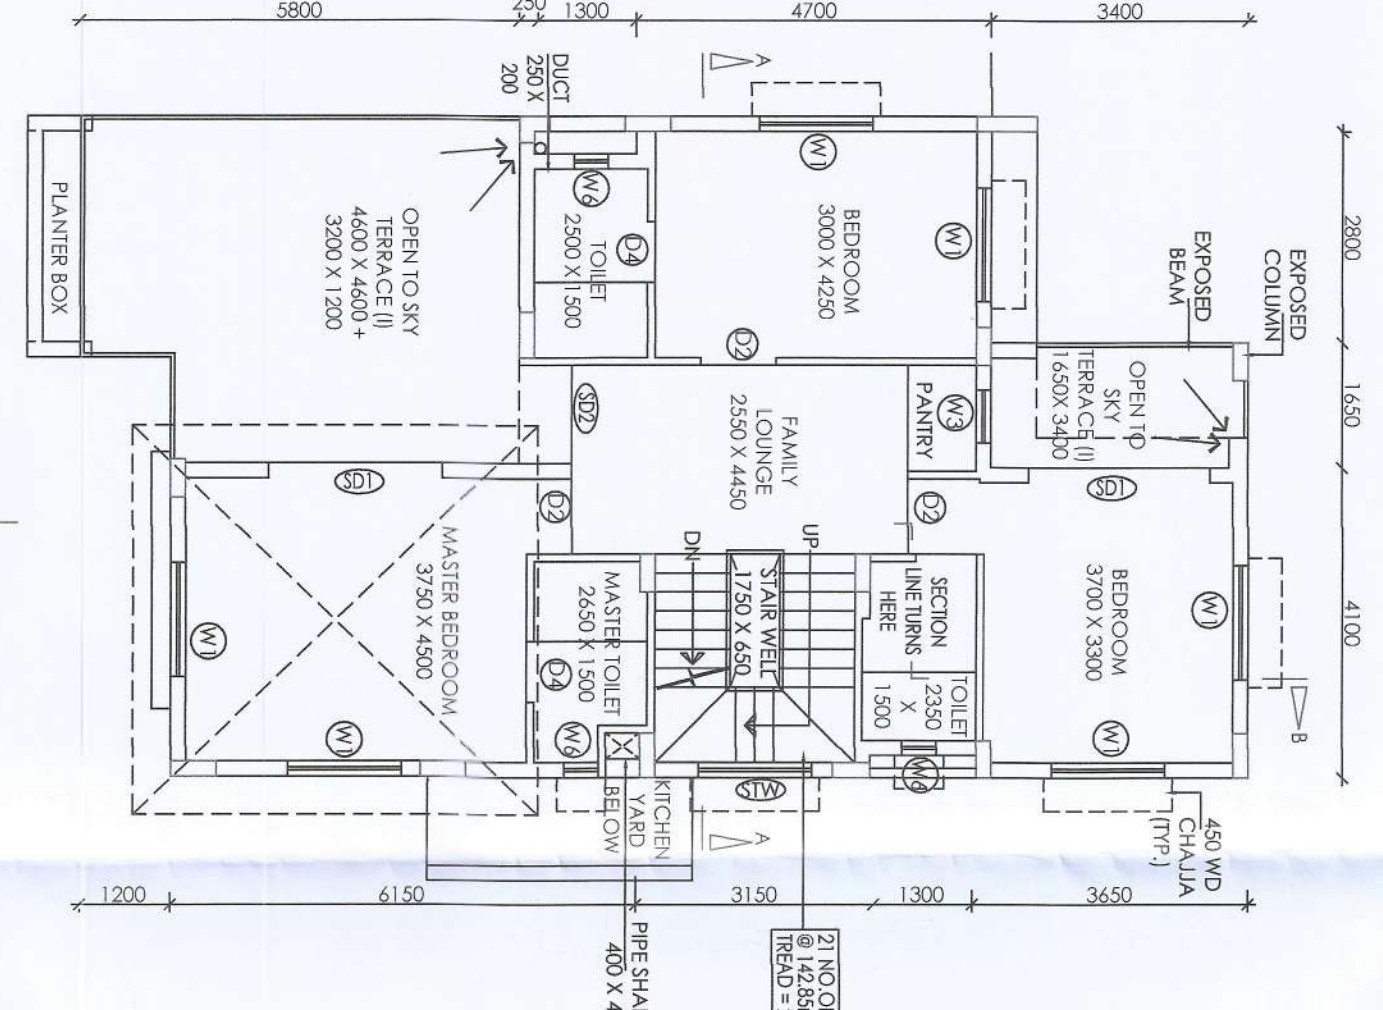 5800
250
1300
4700
3400
DUCT
250 X
200
A
PLANTER BOX
OPEN TO SKY
TERRACE (I)
4600 X 4600 +
3200 X 1200
W6
D4
TOILET
2500 X 1500
W1
BEDROOM
3000 X 4250
W1
D2
EXPOSED
BEAM
EXPOSED
COLUMN
2800
1650
4100
OPEN TO
SKY
TERRACE (I)
1650X 3400
SD2
FAMILY
LOUNGE
2550 X 4450
PANTRY
W3
SD1
D2
D2
SD1
MASTER BEDROOM
3750 X 4500
W1
W1
MASTER TOILET
2650 X 1500
D4
W6
DN
UP
STAIR WELL
1750 X 650
SECTION
LINE TURNS
HERE
TOILET
2350
X
1500
W6
BEDROOM
3700 X 3300
W1
W1
B
STW
KITCHEN
YARD
BELOW
A
450 WD
CHAJJA
(TYP.)
1200
6150
3150
1300
3650
PIPE
400 X
21 NO.
@ 142.85
TREAD =